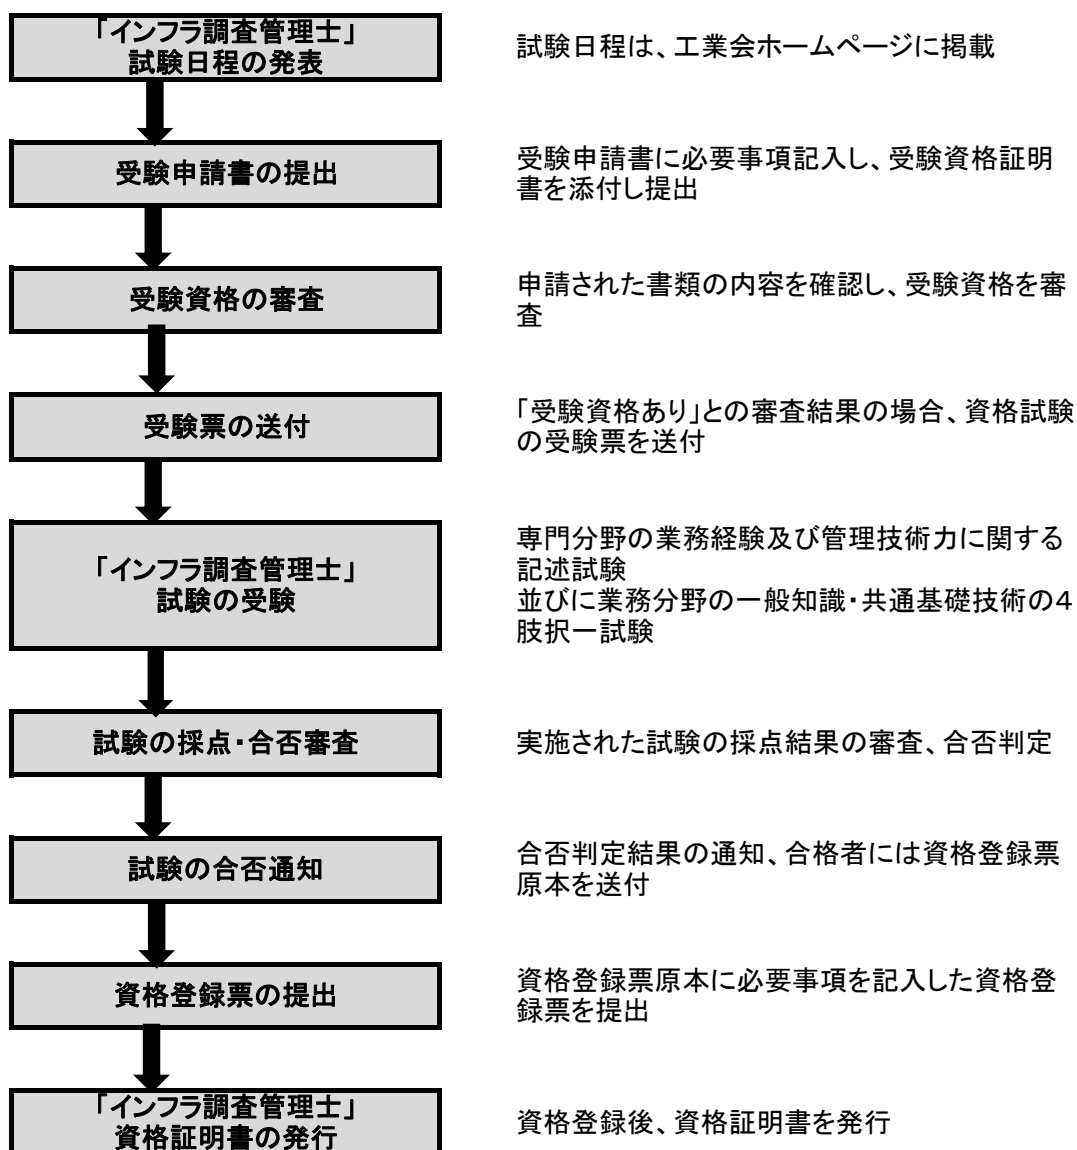 「インフラ調査管理士」
試験日程の発表
試験日程は、工業会ホームページに掲載
受験申請書の提出
受験申請書に必要事項記入し、受験資格証明
書を添付し提出
受験資格の審査
申請された書類の内容を確認し、受験資格を審
査
受験票の送付
「受験資格あり」との審査結果の場合、資格試験
の受験票を送付
「インフラ調査管理士」
試験の受験
専門分野の業務経験及び管理技術力に関する
記述試験
並びに業務分野の一般知識・共通基礎技術の4
肢択一試験
試験の採点・合否審査
実施された試験の採点結果の審査、合否判定
試験の合否通知
合否判定結果の通知、合格者には資格登録票
原本を送付
資格登録票の提出
資格登録票原本に必要事項を記入した資格登
録票を提出
「インフラ調査管理士」
資格証明書の発行
資格登録後、資格証明書を発行